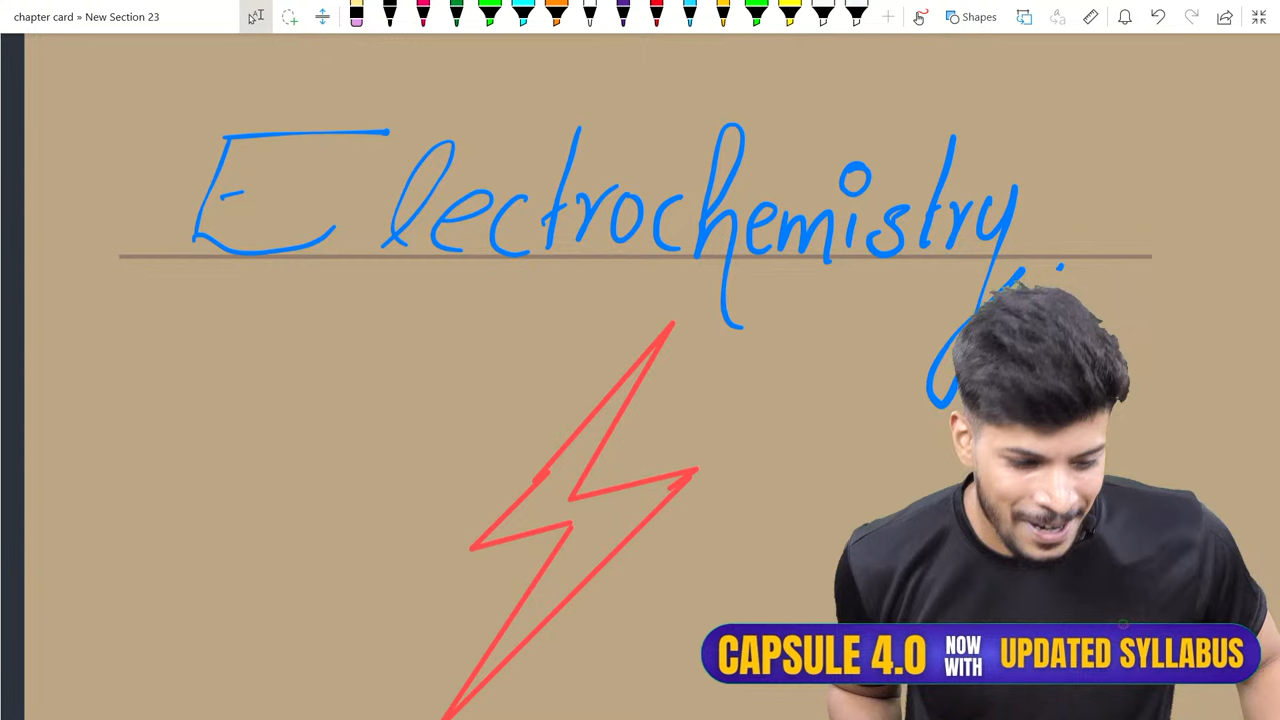 chapter card » New Section 23
Shapes
Electrochemistry
CAPSULE 4.0 NOW WITH UPDATED SYLLABUS